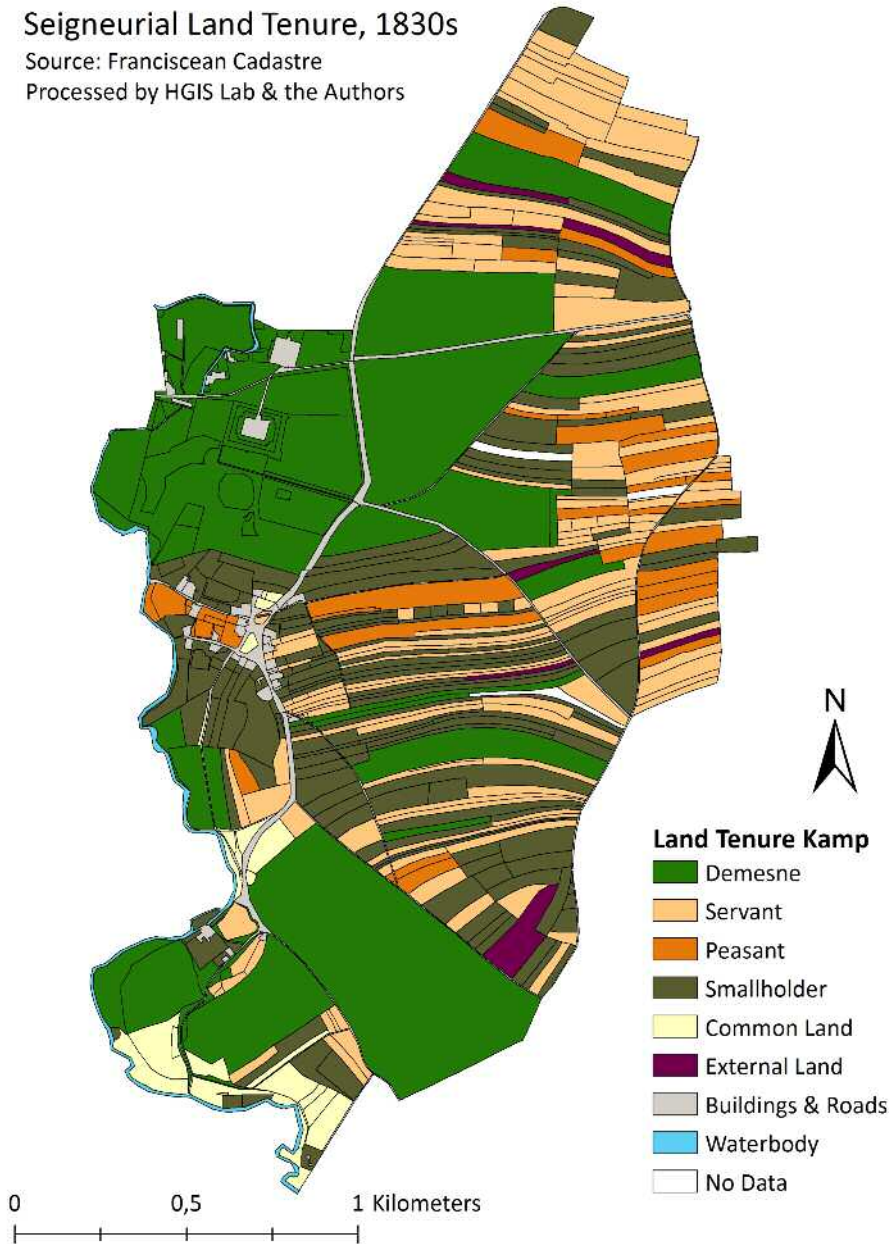 Seigneurial Land Tenure, 1830s
Source: Franciscean Cadastre
Processed by HGIS Lab & the Authors
N
Land Tenure Kamp
Demesne
Servant
Peasant
Smallholder
Common Land
External Land
Buildings & Roads
Waterbody
No Data
0 0,5 1 Kilometers